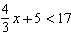 4/3 x + 5 < 17